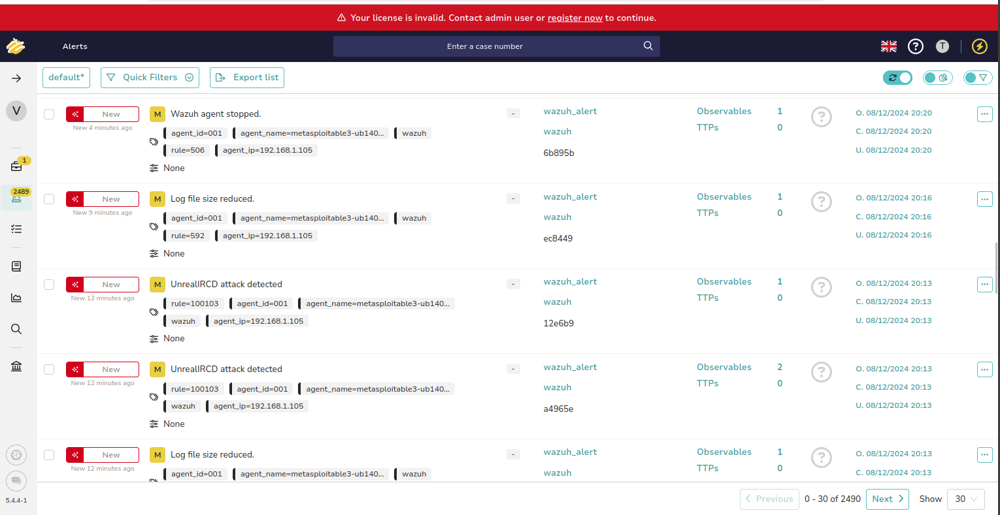 Your license is invalid. Contact admin user or register now to continue.
Alerts
Enter a case number
T
default*
Quick Filters
Export list
V
1
2489
5.4.4-1
New
New 4 minutes ago
M Wazuh agent stopped.
agent_id=001 agent_name=metasploitable3-ub140... wazuh
rule=506 agent_ip=192.168.1.105
None
-
wazuh_alert
wazuh
6b895b
Observables 1
TTPs 0
O. 08/12/2024 20:20
C. 08/12/2024 20:20
U. 08/12/2024 20:20
New
New 9 minutes ago
M Log file size reduced.
agent_id=001 agent_name=metasploitable3-ub140... wazuh
rule=592 agent_ip=192.168.1.105
None
-
wazuh_alert
wazuh
ec8449
Observables 1
TTPs 0
O. 08/12/2024 20:16
C. 08/12/2024 20:16
U. 08/12/2024 20:16
New
New 12 minutes ago
M UnrealIRCD attack detected
rule=100103 agent_id=001 agent_name=metasploitable3-ub140...
wazuh agent_ip=192.168.1.105
None
-
wazuh_alert
wazuh
12e6b9
Observables 1
TTPs 0
O. 08/12/2024 20:13
C. 08/12/2024 20:13
U. 08/12/2024 20:13
New
New 12 minutes ago
M UnrealIRCD attack detected
rule=100103 agent_id=001 agent_name=metasploitable3-ub140...
wazuh agent_ip=192.168.1.105
None
-
wazuh_alert
wazuh
a4965e
Observables 2
TTPs 0
O. 08/12/2024 20:13
C. 08/12/2024 20:13
U. 08/12/2024 20:13
New
New 12 minutes ago
M Log file size reduced.
agent_id=001 agent_name=metasploitable3-ub140... wazuh
-
wazuh_alert
wazuh
Observables 1
TTPs 0
O. 08/12/2024 20:13
C. 08/12/2024 20:13
Previous 0 - 30 of 2490 Next Show 30